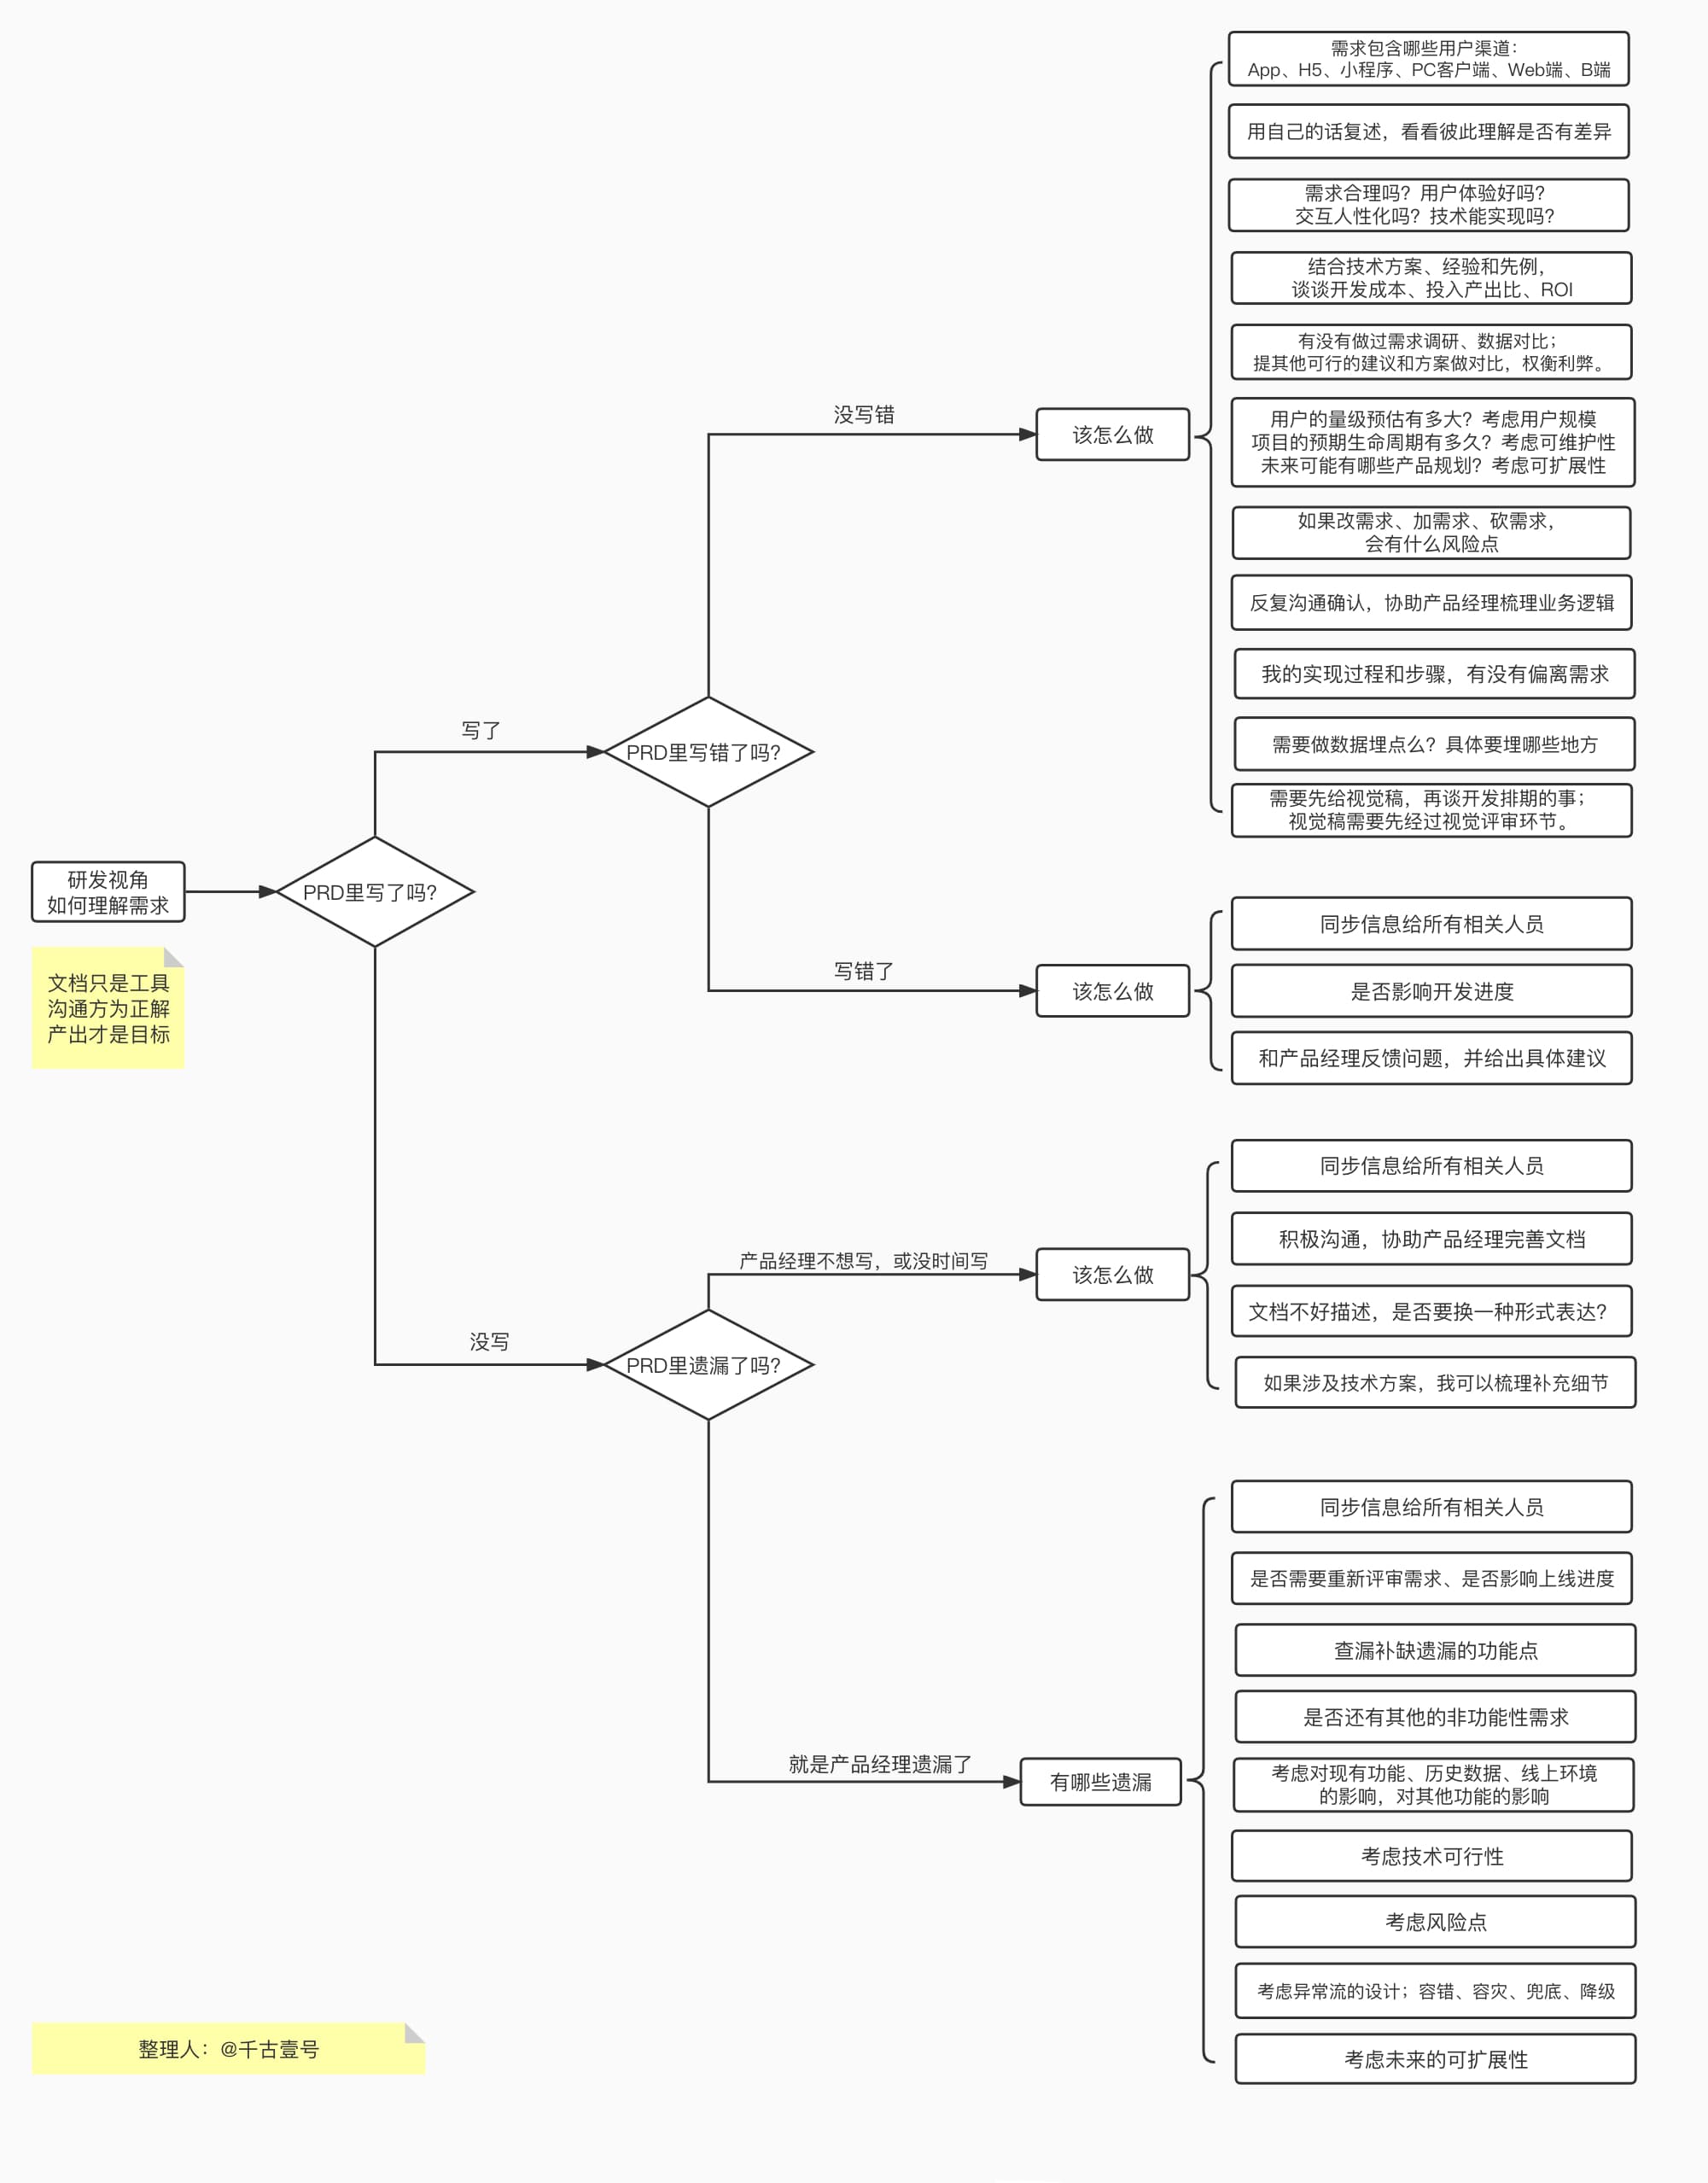 需求包含哪些用户渠道：
App、H5、小程序、PC客户端、Web端、B端
用自己的话复述，看看彼此理解是否有差异
需求合理吗？用户体验好吗？
交互人性化吗？技术能实现吗？
结合技术方案、经验和先例，
谈谈开发成本、投入产出比、ROI
有没有做过需求调研、数据对比；
提其他可行的建议和方案做对比，权衡利弊。
没写错
该怎么做
用户的量级预估有多大？考虑用户规模
项目的预期生命周期有多久？考虑可维护性
未来可能有哪些产品规划？考虑可扩展性
如果改需求、加需求、砍需求，
会有什么风险点
反复沟通确认，协助产品经理梳理业务逻辑
我的实现过程和步骤，有没有偏离需求
写了
PRD里写错了吗？
需要做数据埋点么？具体要埋哪些地方
需要先给视觉稿，再谈开发排期的事；
视觉稿需要先经过视觉评审环节。
研发视角
如何理解需求
PRD里写了吗？
文档只是工具
沟通方为正解
产出才是目标
写错了
该怎么做
同步信息给所有相关人员
是否影响开发进度
和产品经理反馈问题，并给出具体建议
产品经理不想写，或没时间写
该怎么做
同步信息给所有相关人员
积极沟通，协助产品经理完善文档
文档不好描述，是否要换一种形式表达？
如果涉及技术方案，我可以梳理补充细节
没写
PRD里遗漏了吗？
就是产品经理遗漏了
有哪些遗漏
同步信息给所有相关人员
是否需要重新评审需求、是否影响上线进度
查漏补缺遗漏的功能点
是否还有其他的非功能性需求
考虑对现有功能、历史数据、线上环境
的影响，对其他功能的影响
考虑技术可行性
考虑风险点
考虑异常流的设计；容错、容灾、兜底、降级
考虑未来的可扩展性
整理人：@千古壹号